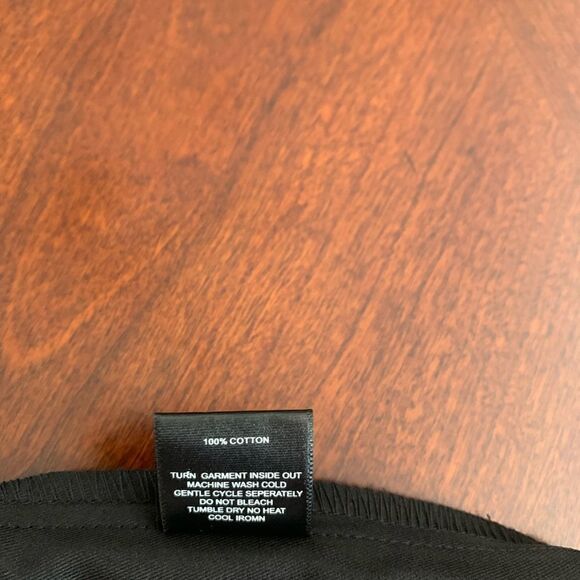 100% COTTON
TURN GARMENT INSIDE OUT
MACHINE WASH COLD
GENTLE CYCLE SEPERATELY
DO NOT BLEACH
TUMBLE DRY NO HEAT
COOL IROMN